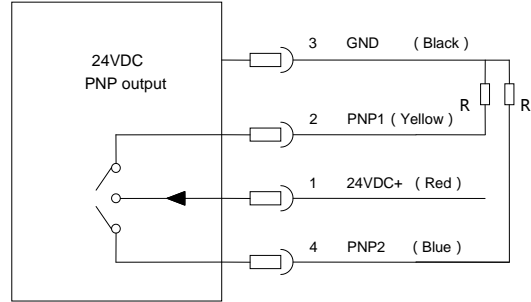 24VDC
PNP output
3 GND ( Black )
R R
2 PNP1 ( Yellow )
1 24VDC+ ( Red )
4 PNP2 ( Blue )